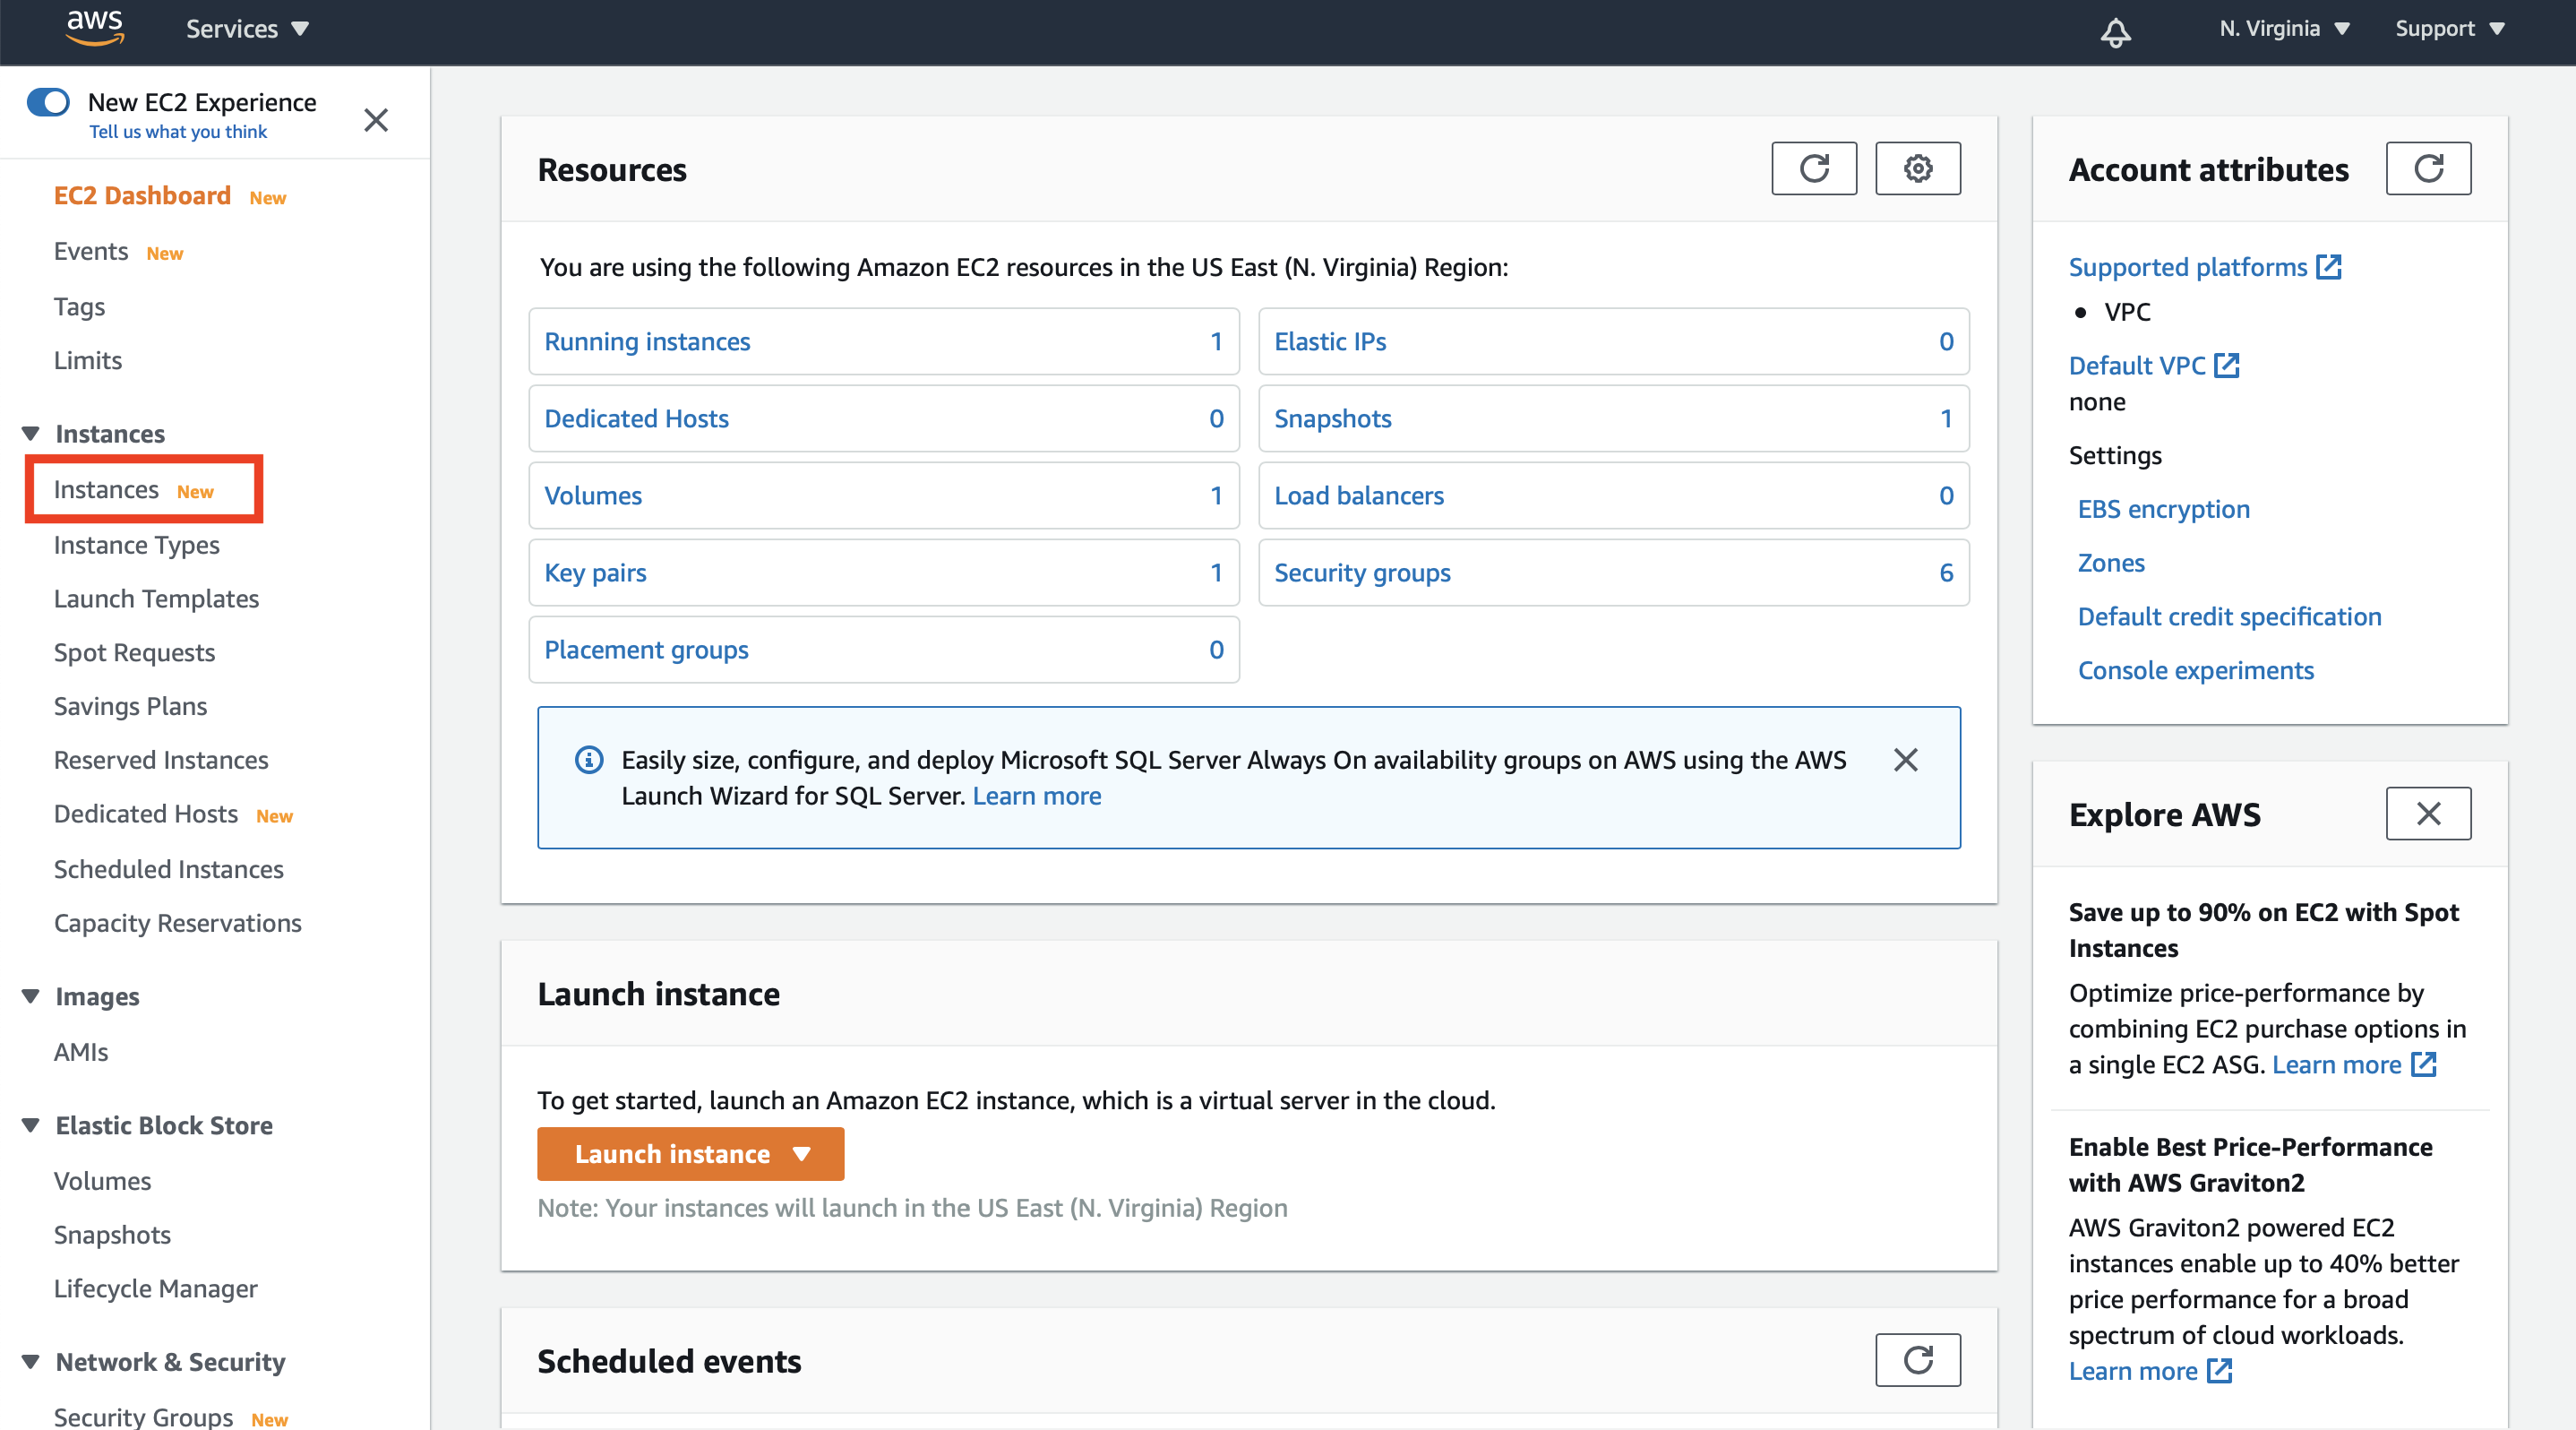 aws
Services
N. Virginia
Support
New EC2 Experience
Tell us what you think
EC2 Dashboard New
Events New
Tags
Limits
Instances
Instances New
Instance Types
Launch Templates
Spot Requests
Savings Plans
Reserved Instances
Dedicated Hosts New
Scheduled Instances
Capacity Reservations
Images
AMIs
Elastic Block Store
Volumes
Snapshots
Lifecycle Manager
Network & Security
Security Groups New
Resources
You are using the following Amazon EC2 resources in the US East (N. Virginia) Region:
Running instances 1
Elastic IPs 0
Dedicated Hosts 0
Snapshots 1
Volumes 1
Load balancers 0
Key pairs 1
Security groups 6
Placement groups 0
Easily size, configure, and deploy Microsoft SQL Server Always On availability groups on AWS using the AWS
Launch Wizard for SQL Server. Learn more
Launch instance
To get started, launch an Amazon EC2 instance, which is a virtual server in the cloud.
Launch instance
Note: Your instances will launch in the US East (N. Virginia) Region
Scheduled events
Account attributes
Supported platforms
• VPC
Default VPC
none
Settings
EBS encryption
Zones
Default credit specification
Console experiments
Explore AWS
Save up to 90% on EC2 with Spot
Instances
Optimize price-performance by
combining EC2 purchase options in
a single EC2 ASG. Learn more
Enable Best Price-Performance
with AWS Graviton2
AWS Graviton2 powered EC2
instances enable up to 40% better
price performance for a broad
spectrum of cloud workloads.
Learn more